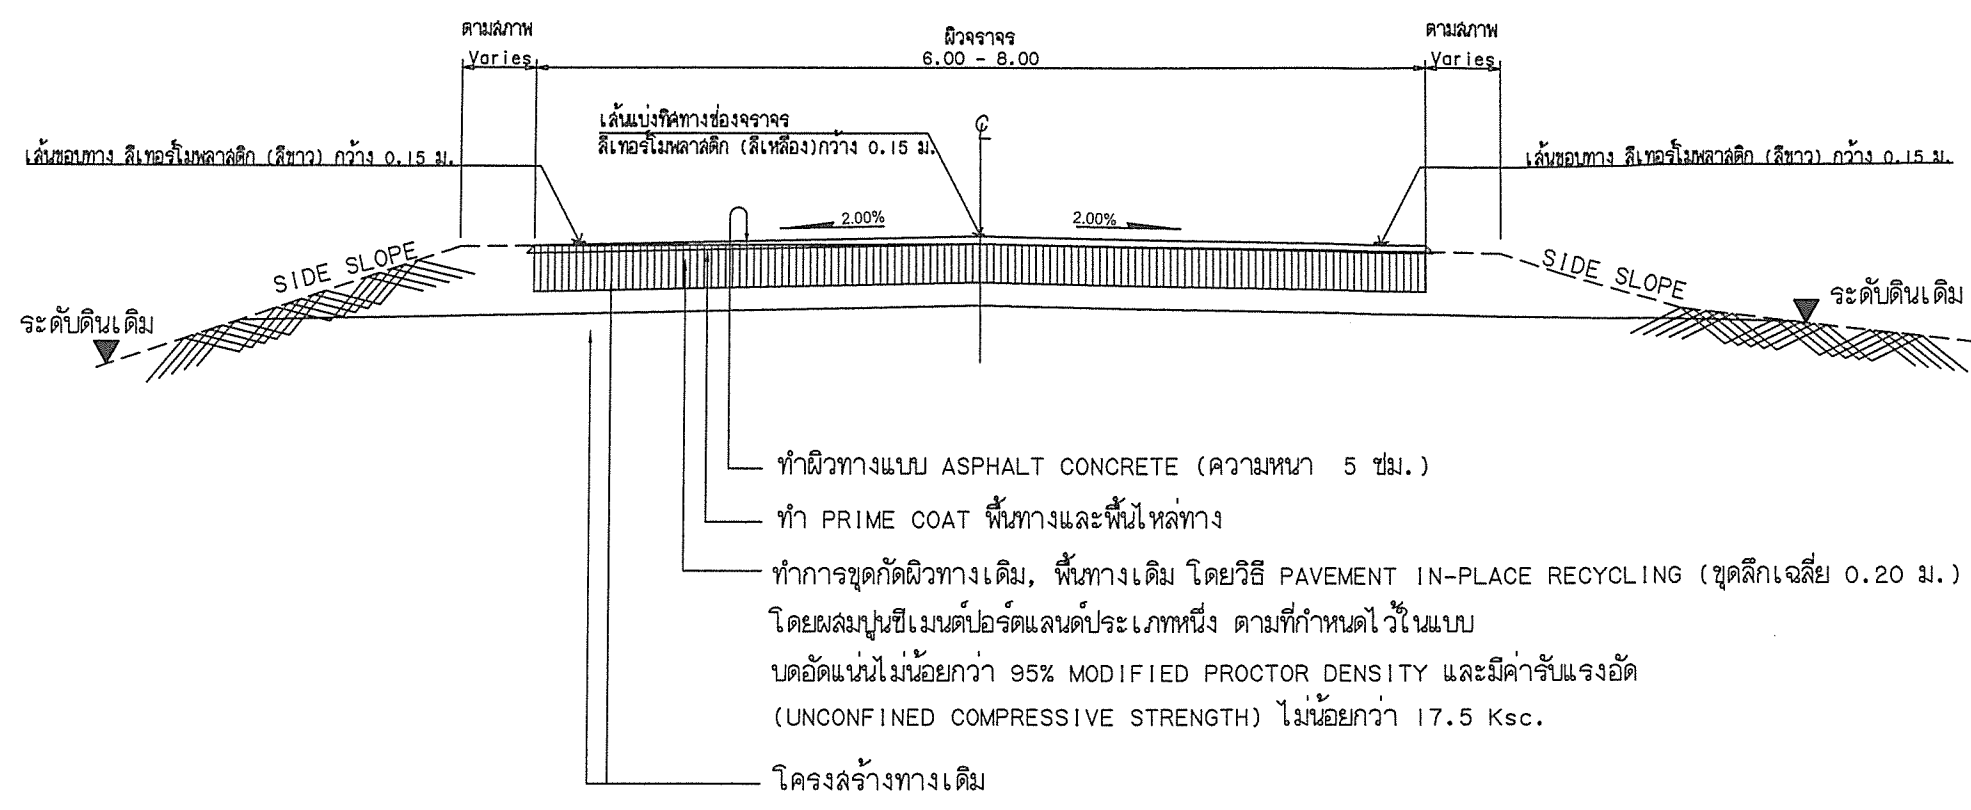 ตามสภาพ
Varies
ผิวจราจร
6.00 - 8.00
ตามสภาพ
Varies
เส้นแบ่งทิศทางช่องจราจร
สีเทอร์โมพลาสติก (สีเหลือง)กว้าง 0.15 ม.
℄
เส้นขอบทาง สีเทอร์โมพลาสติก (สีขาว) กว้าง 0.15 ม.
เส้นขอบทาง สีเทอร์โมพลาสติก (สีขาว) กว้าง 0.15 ม.
2.00%
2.00%
SIDE SLOPE
SIDE SLOPE
ระดับดินเดิม
ระดับดินเดิม
ทำผิวทางแบบ ASPHALT CONCRETE (ความหนา 5 ซม.)
ทำ PRIME COAT พื้นทางและพื้นไหล่ทาง
ทำการขุดกัดผิวทางเดิม, พื้นทางเดิม โดยวิธี PAVEMENT IN-PLACE RECYCLING (ขุดลึกเฉลี่ย 0.20 ม.)
โดยผสมปูนซีเมนต์ปอร์ตแลนด์ประเภทหนึ่ง ตามที่กำหนดไว้ในแบบ
บดอัดแน่นไม่น้อยกว่า 95% MODIFIED PROCTOR DENSITY และมีค่ารับแรงอัด
(UNCONFINED COMPRESSIVE STRENGTH) ไม่น้อยกว่า 17.5 Ksc.
โครงสร้างทางเดิม